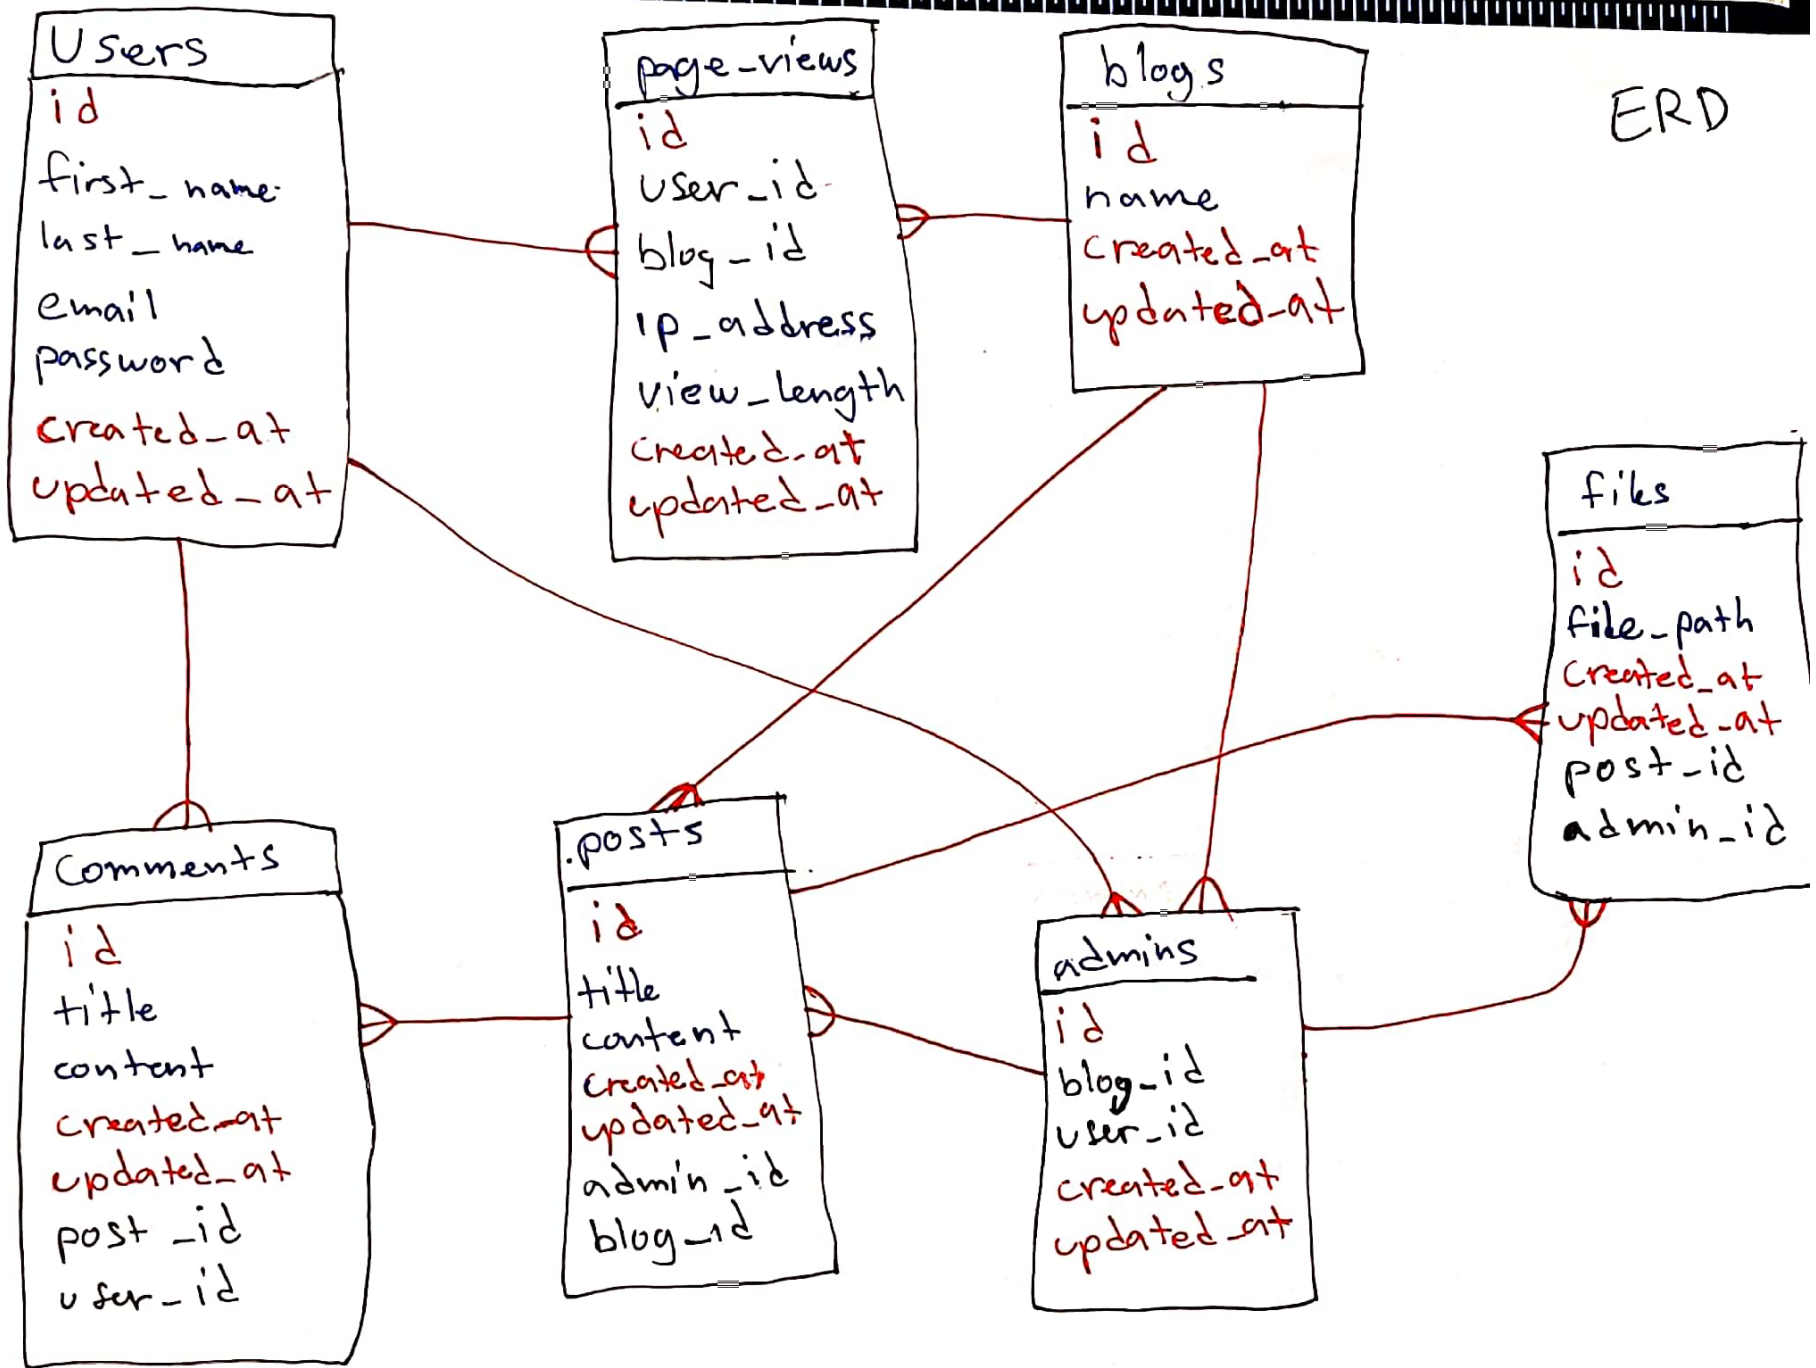 Users
id
first_name
last_name
email
password
created_at
updated_at
page_views
id
user_id
blog_id
ip_address
view_length
created_at
updated_at
blogs
id
name
created_at
updated_at
ERD
files
id
file_path
created_at
updated_at
post_id
admin_id
Comments
id
title
content
created_at
updated_at
post_id
user_id
posts
id
title
content
created_at
updated_at
admin_id
blog_id
admins
id
blog_id
user_id
created_at
updated_at